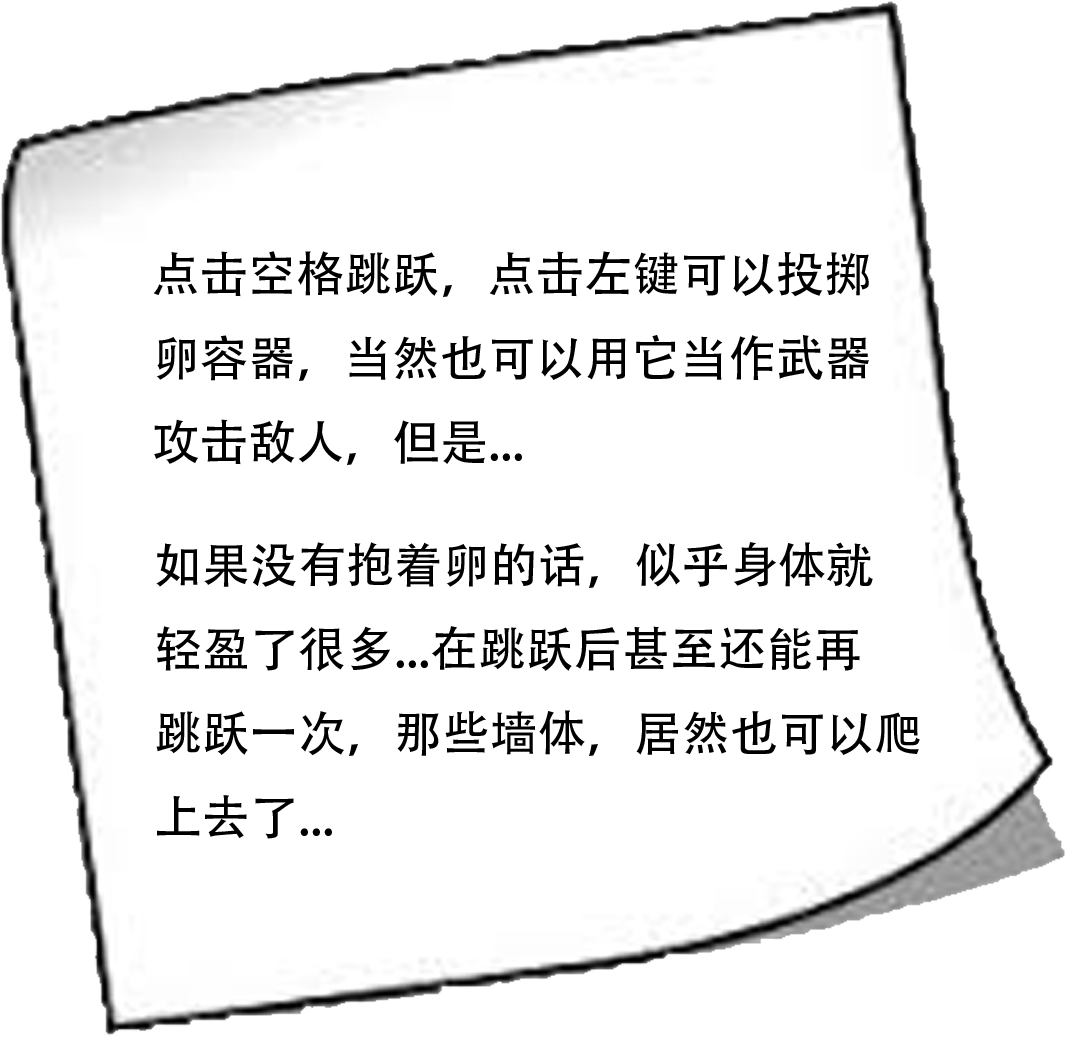 点击空格跳跃，点击左键可以投掷
卵容器，当然也可以用它当作武器
攻击敌人，但是...
如果没有抱着卵的话，似乎身体就
轻盈了很多...在跳跃后甚至还能再
跳跃一次，那些墙体，居然也可以爬
上去了...